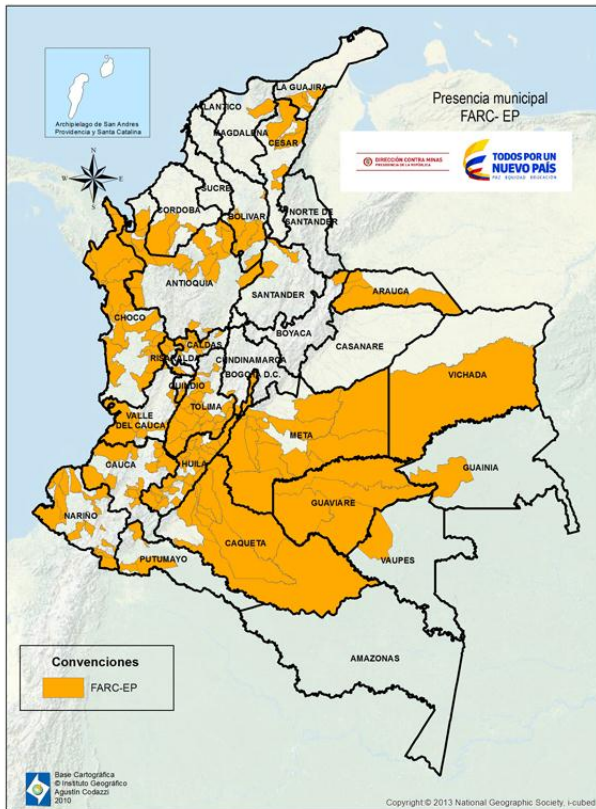 Archipielago de San Andres
Providencia y Santa Catalina
Presencia municipal
FARC- EP
DIRECCIÓN CONTRA MINAS
PRESIDENCIA DE LA REPÚBLICA
TODOS POR UN
NUEVO PAÍS
PAZ EQUIDAD EDUCACIÓN
N
W
E
S
LA GUAJIRA
ATLANTICO
MAGDALENA
CESAR
SUCRE
CORDOBA
BOLIVAR
NORTE DE
SANTANDER
ANTIOQUIA
SANTANDER
ARAUCA
CHOCO
BOYACA
CALDAS
RISARALDA
CUNDINAMARCA
CASANARE
BOGOTA D.C.
VICHADA
QUINDIO
TOLIMA
VALLE
DEL CAUCA
META
CAUCA
HUILA
GUAINIA
GUAVIARE
NARIÑO
CAQUETA
VAUPES
PUTUMAYO
AMAZONAS
Convenciones
FARC-EP
Base Cartográfica
© Instituto Geográfico
Agustín Codazzi
2010
Copyright:© 2013 National Geographic Society, i-cubed